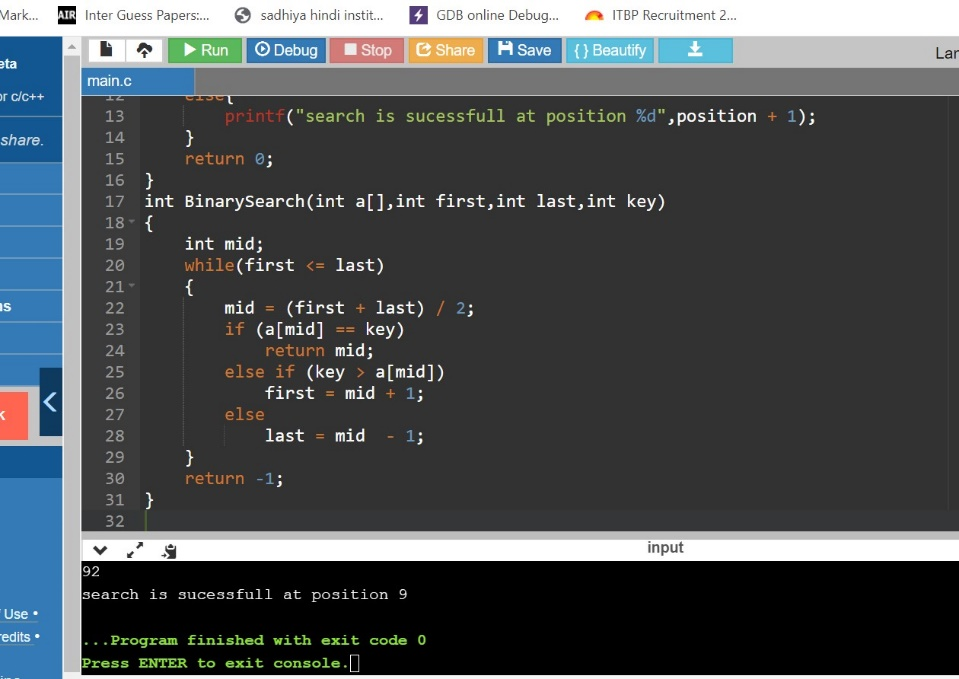 Mark...
AIR Inter Guess Papers:...
sadhiya hindi instit...
GDB online Debug...
ITBP Recruitment 2...
eta
or c/c++
share.
k
Use •
redits •
Run
Debug
Stop
Share
Save
{ } Beautify
Lar
main.c
12 else{
13 printf("search is sucessfull at position %d",position + 1);
14 }
15 return 0;
16 }
17 int BinarySearch(int a[],int first,int last,int key)
18 {
19 int mid;
20 while(first <= last)
21 {
22 mid = (first + last) / 2;
23 if (a[mid] == key)
24 return mid;
25 else if (key > a[mid])
26 first = mid + 1;
27 else
28 last = mid - 1;
29 }
30 return -1;
31 }
32
input
92
search is sucessfull at position 9
...Program finished with exit code 0
Press ENTER to exit console.